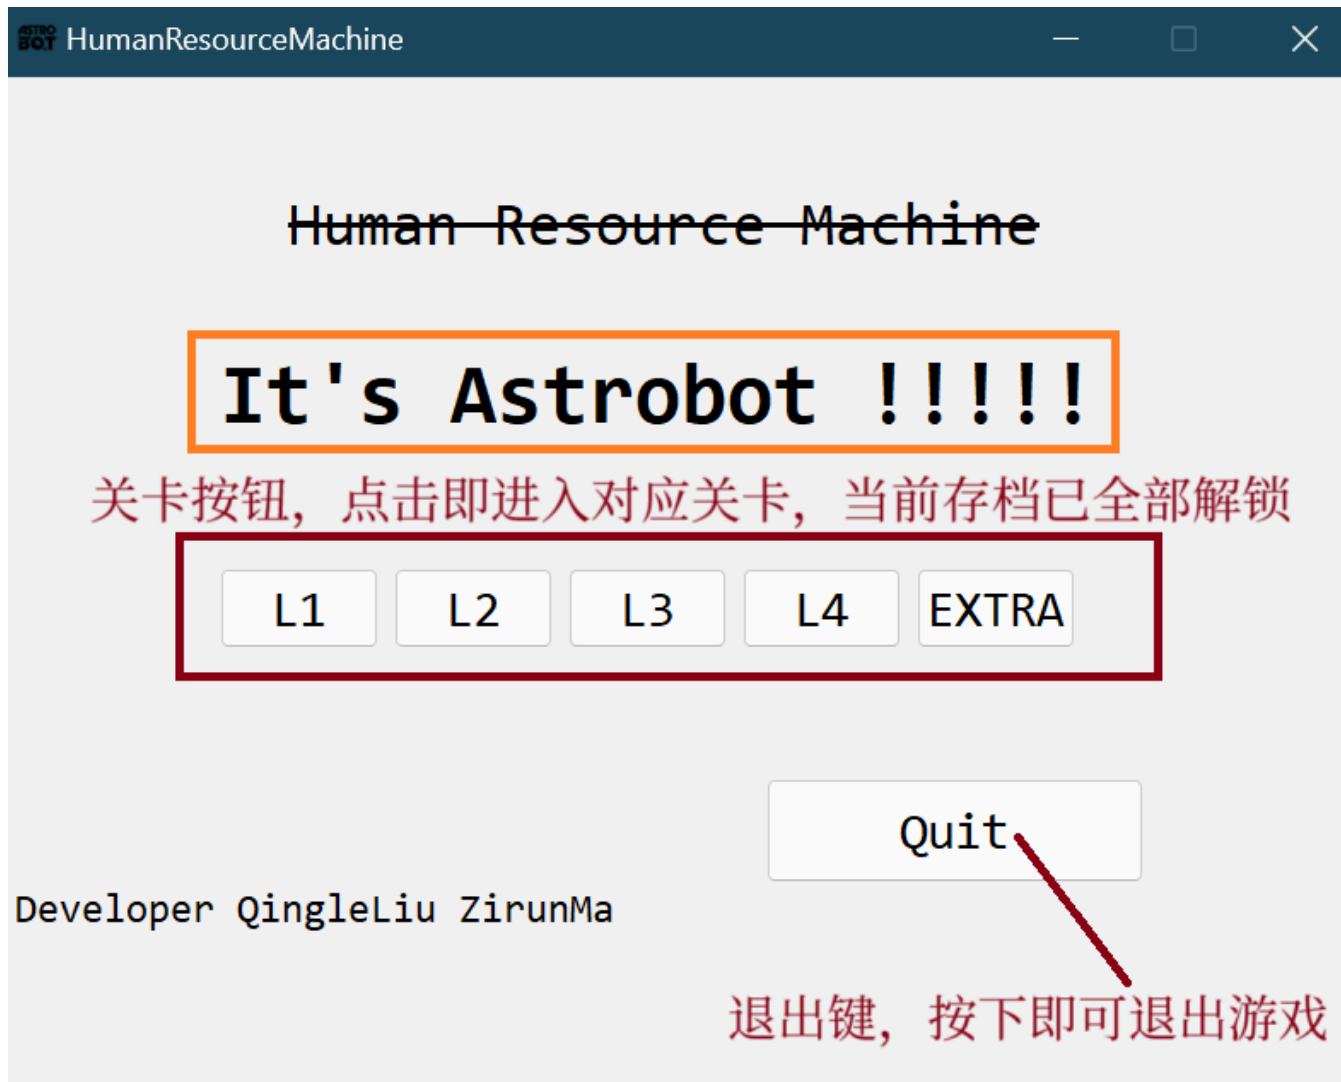 ASTRO
BOT HumanResourceMachine
Human Resource Machine
It's Astrobot !!!!!
关卡按钮，点击即进入对应关卡，当前存档已全部解锁
L1 L2 L3 L4 EXTRA
Quit
Developer QingleLiu ZirunMa
退出键，按下即可退出游戏